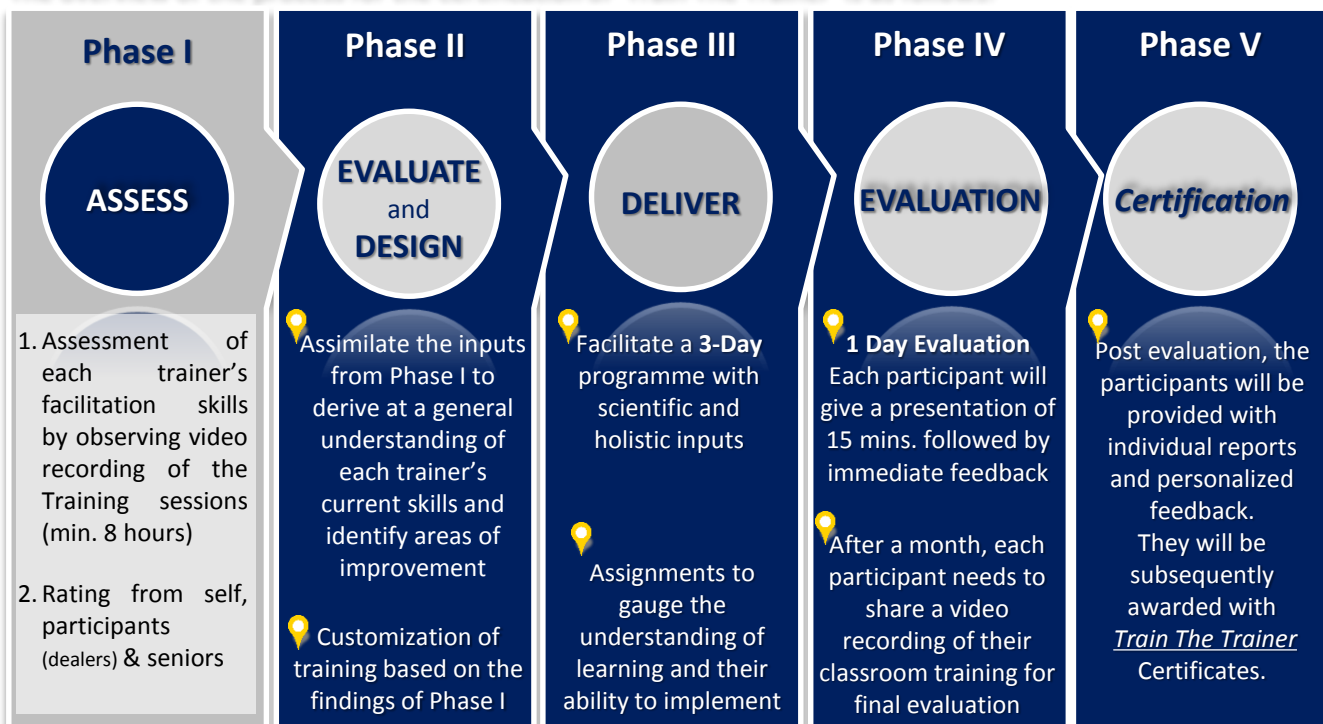 Phase I
ASSESS
1. Assessment of
each trainer's
facilitation skills
by observing video
recording of the
Training sessions
(min. 8 hours)
2. Rating from self,
participants
(dealers) & seniors
Phase II
EVALUATE
and
DESIGN
Assimilate the inputs
from Phase I to
derive at a general
understanding of
each trainer's
current skills and
identify areas of
improvement
Customization of
training based on the
findings of Phase I
Phase III
DELIVER
Facilitate a 3-Day
programme with
scientific and
holistic inputs
Assignments to
gauge the
understanding of
learning and their
ability to implement
Phase IV
EVALUATION
1 Day Evaluation
Each participant will
give a presentation of
15 mins. followed by
immediate feedback
After a month, each
participant needs to
share a video
recording of their
classroom training for
final evaluation
Phase V
Certification
Post evaluation, the
participants will be
provided with
individual reports
and personalized
feedback.
They will be
subsequently
awarded with
Train The Trainer
Certificates.